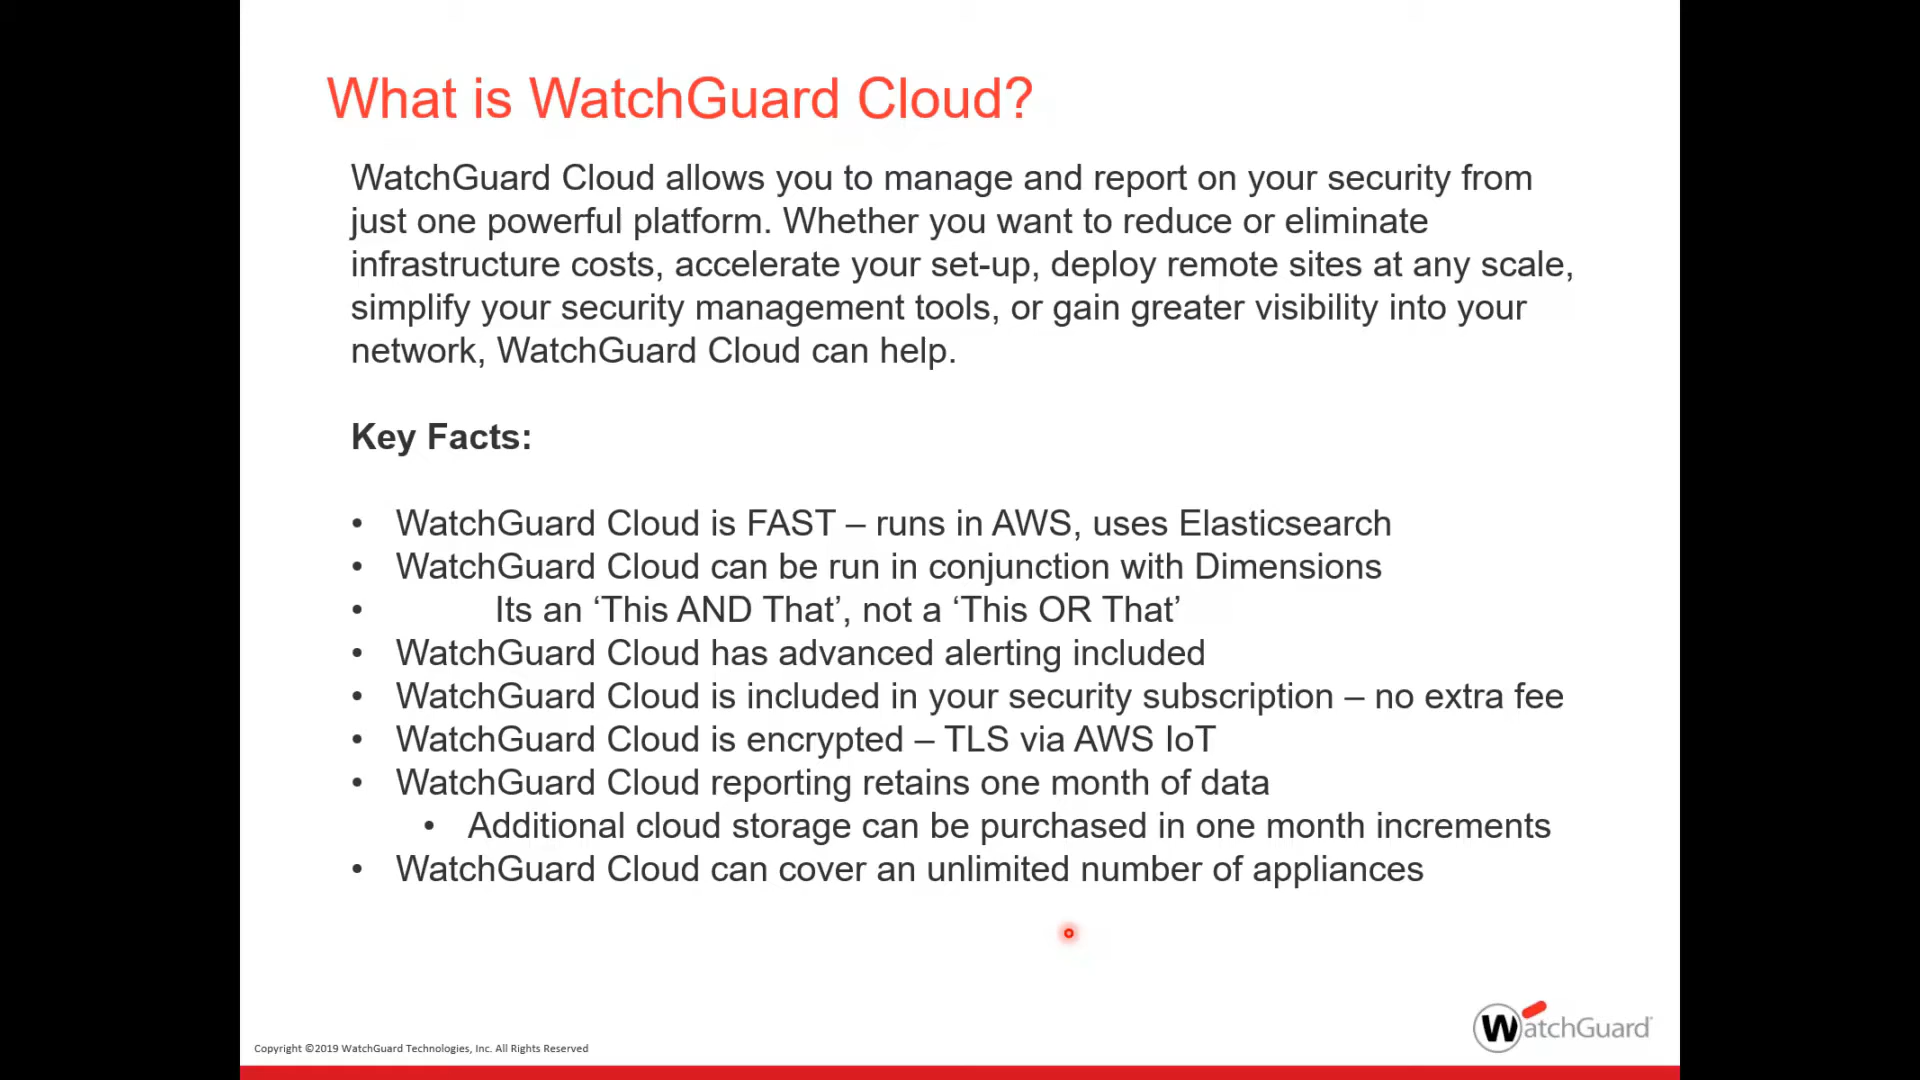 What is WatchGuard Cloud?
WatchGuard Cloud allows you to manage and report on your security from
just one powerful platform. Whether you want to reduce or eliminate
infrastructure costs, accelerate your set-up, deploy remote sites at any scale,
simplify your security management tools, or gain greater visibility into your
network, WatchGuard Cloud can help.
Key Facts:
• WatchGuard Cloud is FAST – runs in AWS, uses Elasticsearch
• WatchGuard Cloud can be run in conjunction with Dimensions
• Its an ‘This AND That’, not a ‘This OR That’
• WatchGuard Cloud has advanced alerting included
• WatchGuard Cloud is included in your security subscription – no extra fee
• WatchGuard Cloud is encrypted – TLS via AWS IoT
• WatchGuard Cloud reporting retains one month of data
• Additional cloud storage can be purchased in one month increments
• WatchGuard Cloud can cover an unlimited number of appliances
WatchGuard
Copyright ©2019 WatchGuard Technologies, Inc. All Rights Reserved